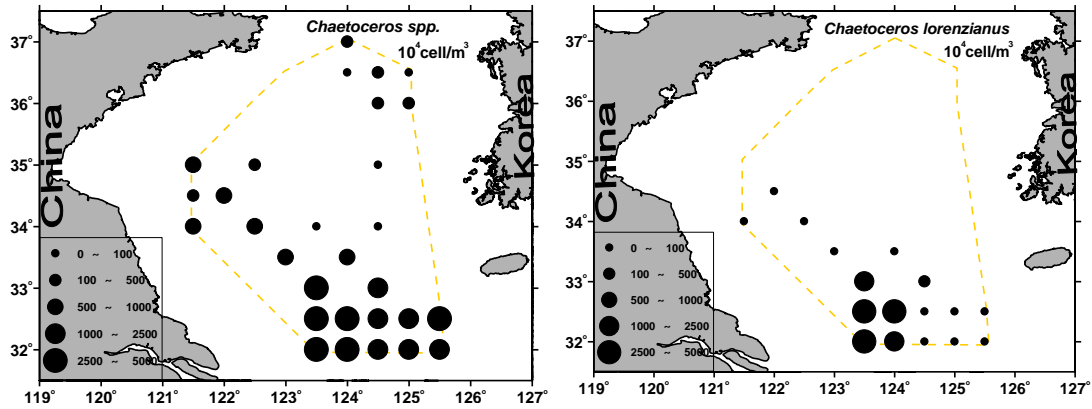 Chaetoceros spp.
10⁴cell/m³
37°
36°
35°
34°
33°
32°
China
Korea
0 ~ 100
100 ~ 500
500 ~ 1000
1000 ~ 2500
2500 ~ 5000
119° 120° 121° 122° 123° 124° 125° 126° 127°
Chaetoceros lorenzianus
10⁴cell/m³
37°
36°
35°
34°
33°
32°
China
Korea
0 ~ 100
100 ~ 500
500 ~ 1000
1000 ~ 2500
2500 ~ 5000
119° 120° 121° 122° 123° 124° 125° 126° 127°